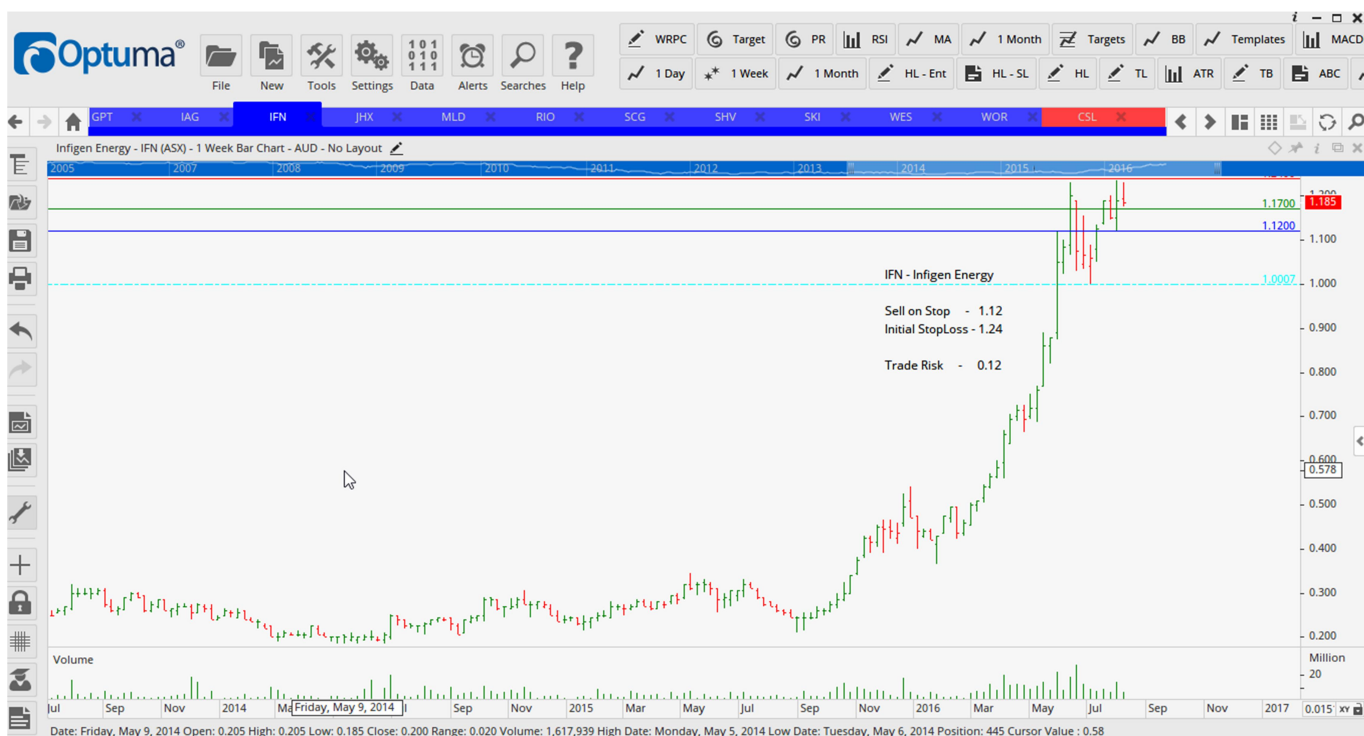 i
Optuma®
File New Tools Settings Data Alerts Searches Help
WRPC Target PR RSI MA 1 Month Targets BB Templates MACD
1 Day 1 Week 1 Month HL - Ent HL - SL HL TL ATR TB ABC
GPT IAG IFN JHX MLD RIO SCG SHV SKI WES WOR CSL
Infigen Energy - IFN (ASX) - 1 Week Bar Chart - AUD - No Layout
2005 2007 2008 2009 2010 2011 2012 2013 2014 2015 2016
1.200
1.1700 1.185
1.1200
1.100
IFN - Infigen Energy
1.0007 1.000
Sell on Stop - 1.12
Initial StopLoss - 1.24
0.900
Trade Risk - 0.12
0.800
0.700
0.600
0.578
0.500
0.400
0.300
0.200
Volume Million
20
Jul Sep Nov 2014 Friday, May 9, 2014 Sep Nov 2015 Mar May Jul Sep Nov 2016 Mar May Jul Sep Nov 2017 0.015 XY
Date: Friday, May 9, 2014 Open: 0.205 High: 0.205 Low: 0.185 Close: 0.200 Range: 0.020 Volume: 1,617,939 High Date: Monday, May 5, 2014 Low Date: Tuesday, May 6, 2014 Position: 445 Cursor Value : 0.58